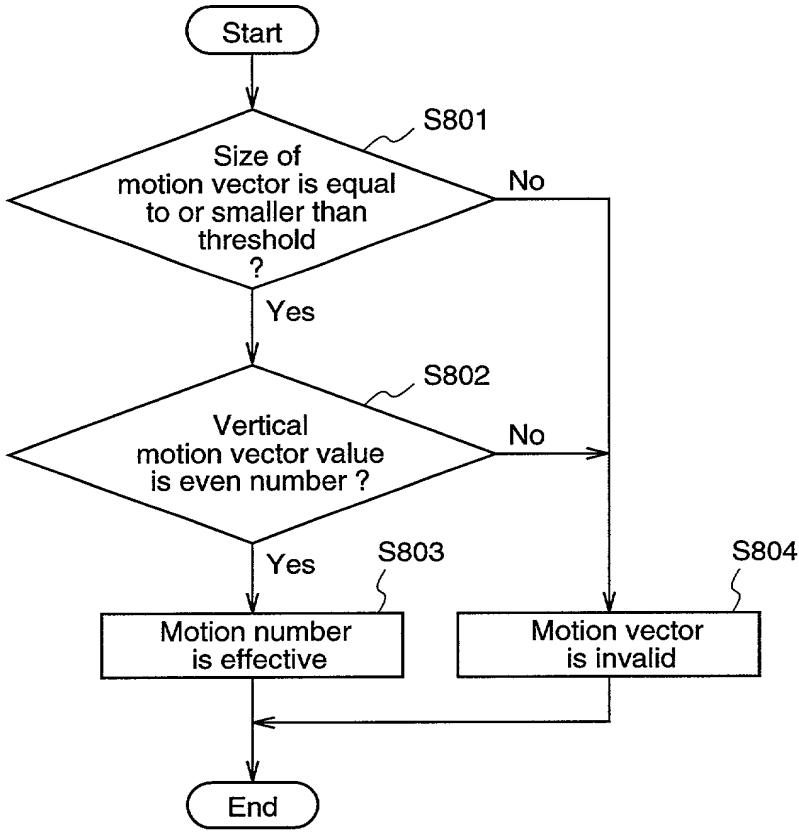 Start
S801
Size of
motion vector is equal
to or smaller than
threshold
?
No
Yes
S802
Vertical
motion vector value
is even number ?
No
Yes
S803
Motion number
is effective
S804
Motion vector
is invalid
End